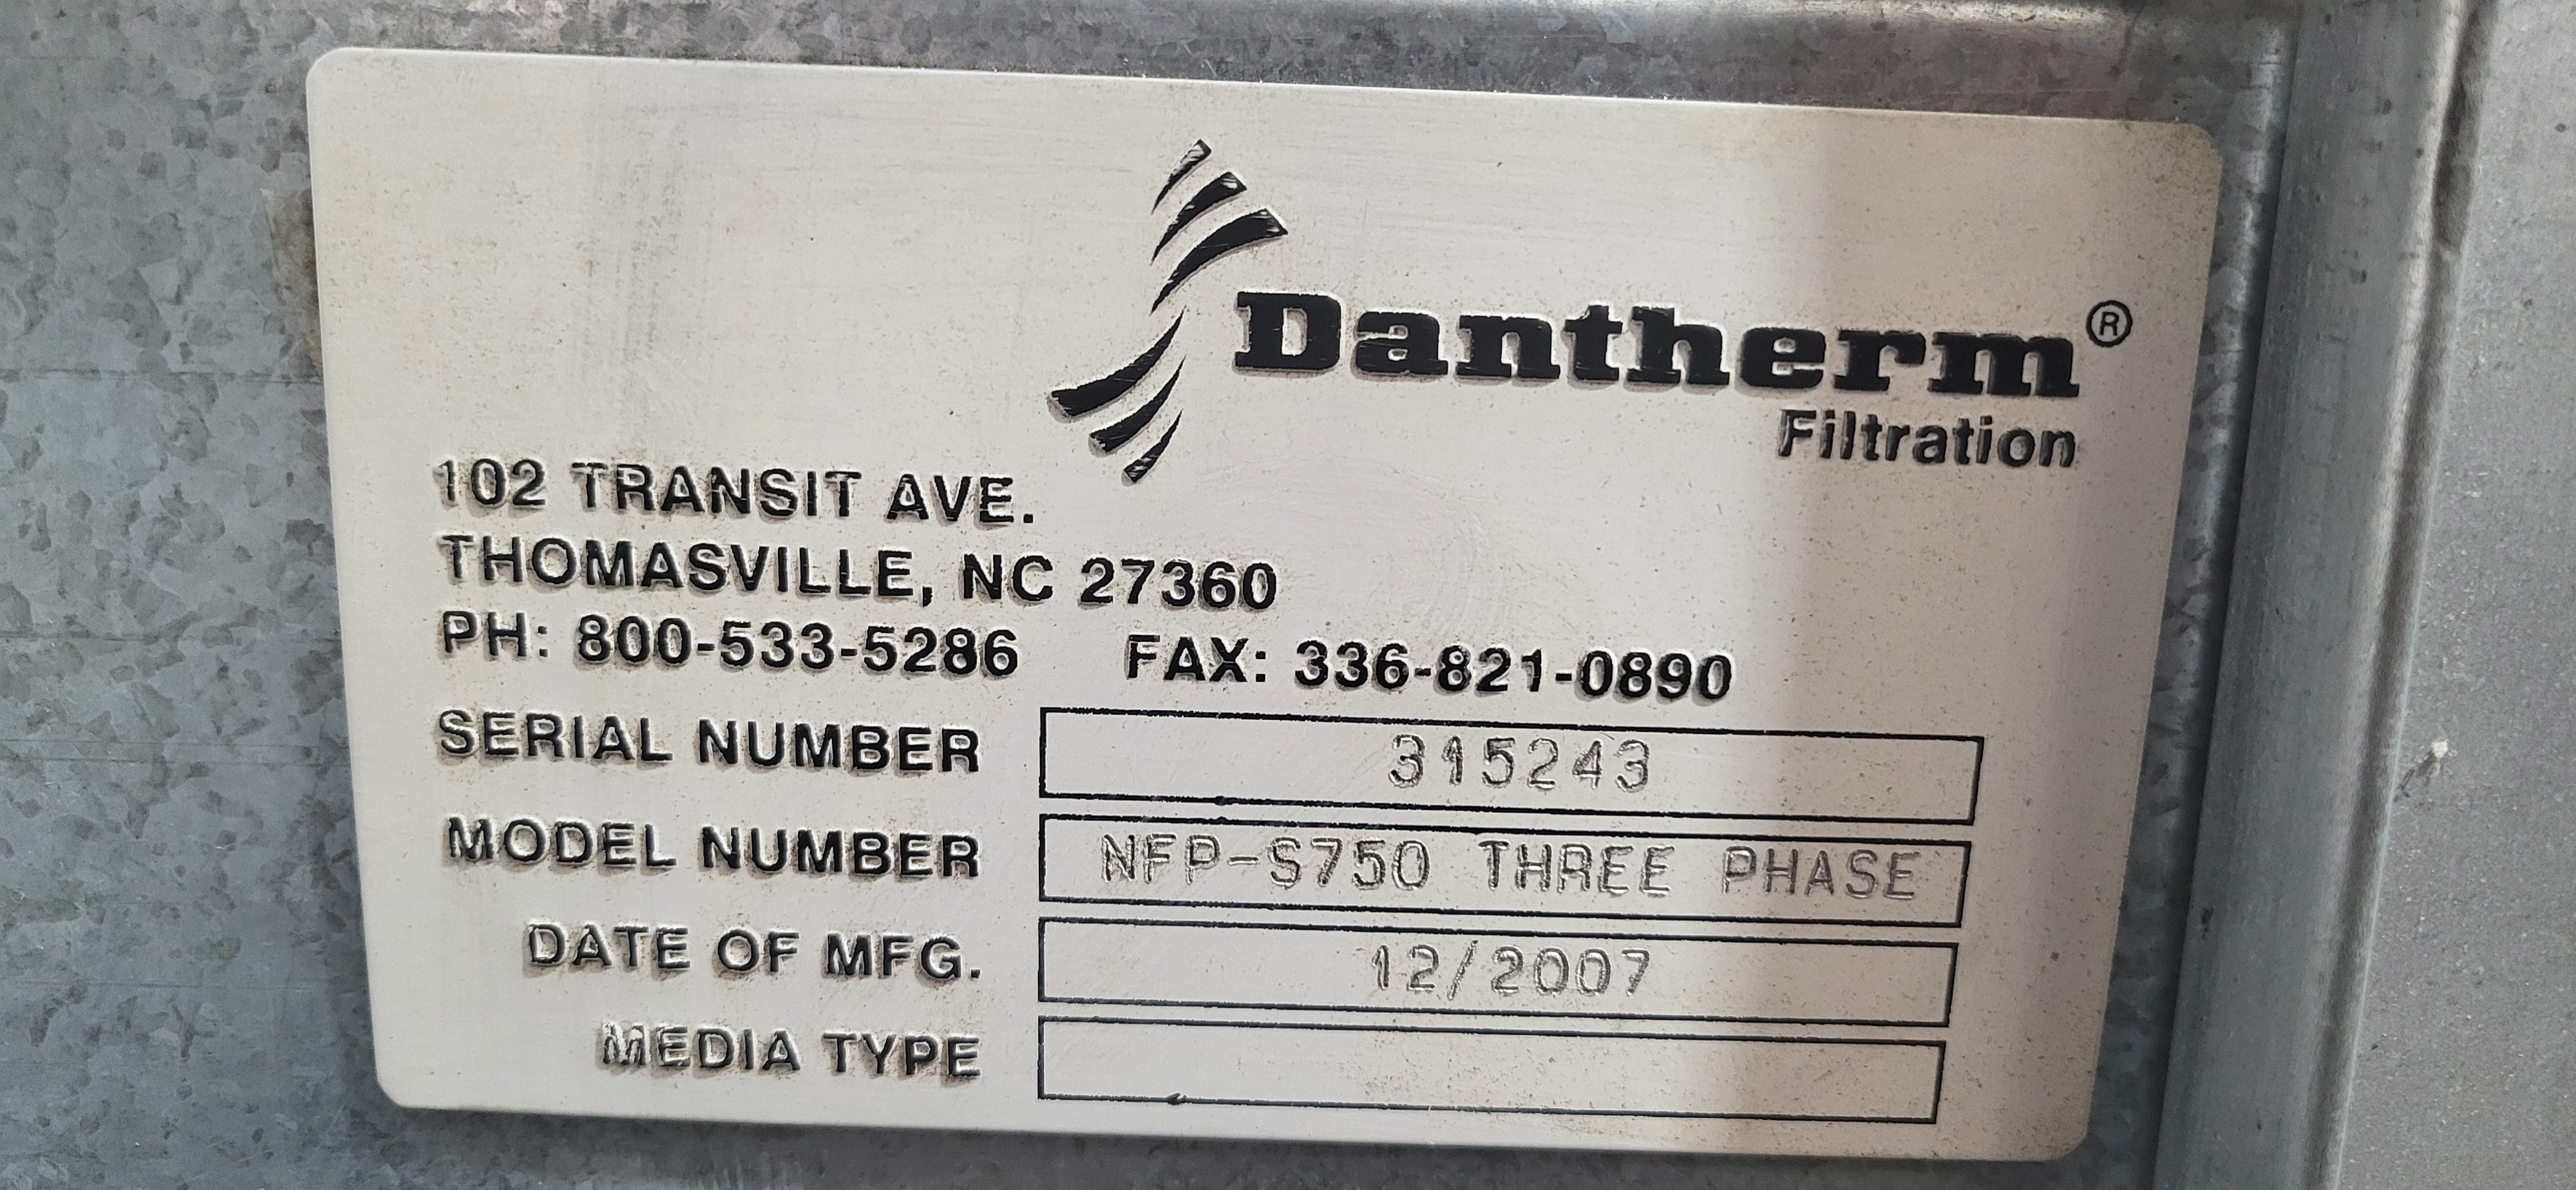 Dantherm®
Filtration
102 TRANSIT AVE.
THOMASVILLE, NC 27360
PH: 800-533-5286 FAX: 336-821-0890
SERIAL NUMBER 315243
MODEL NUMBER NFP-S750 THREE PHASE
DATE OF MFG. 12/2007
MEDIA TYPE